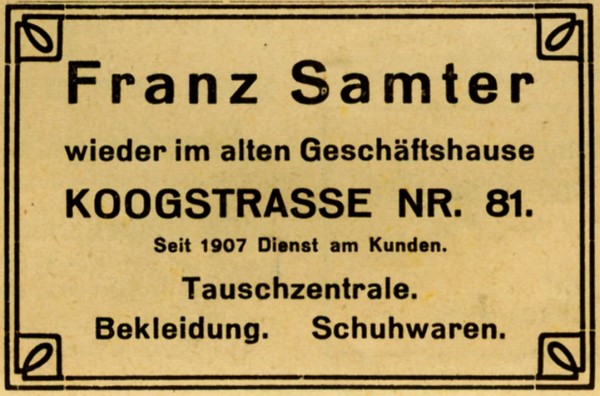 Franz Samter
wieder im alten Geschäftshause
KOOGSTRASSE NR. 81.
Seit 1907 Dienst am Kunden.
Tauschzentrale.
Bekleidung. Schuhwaren.